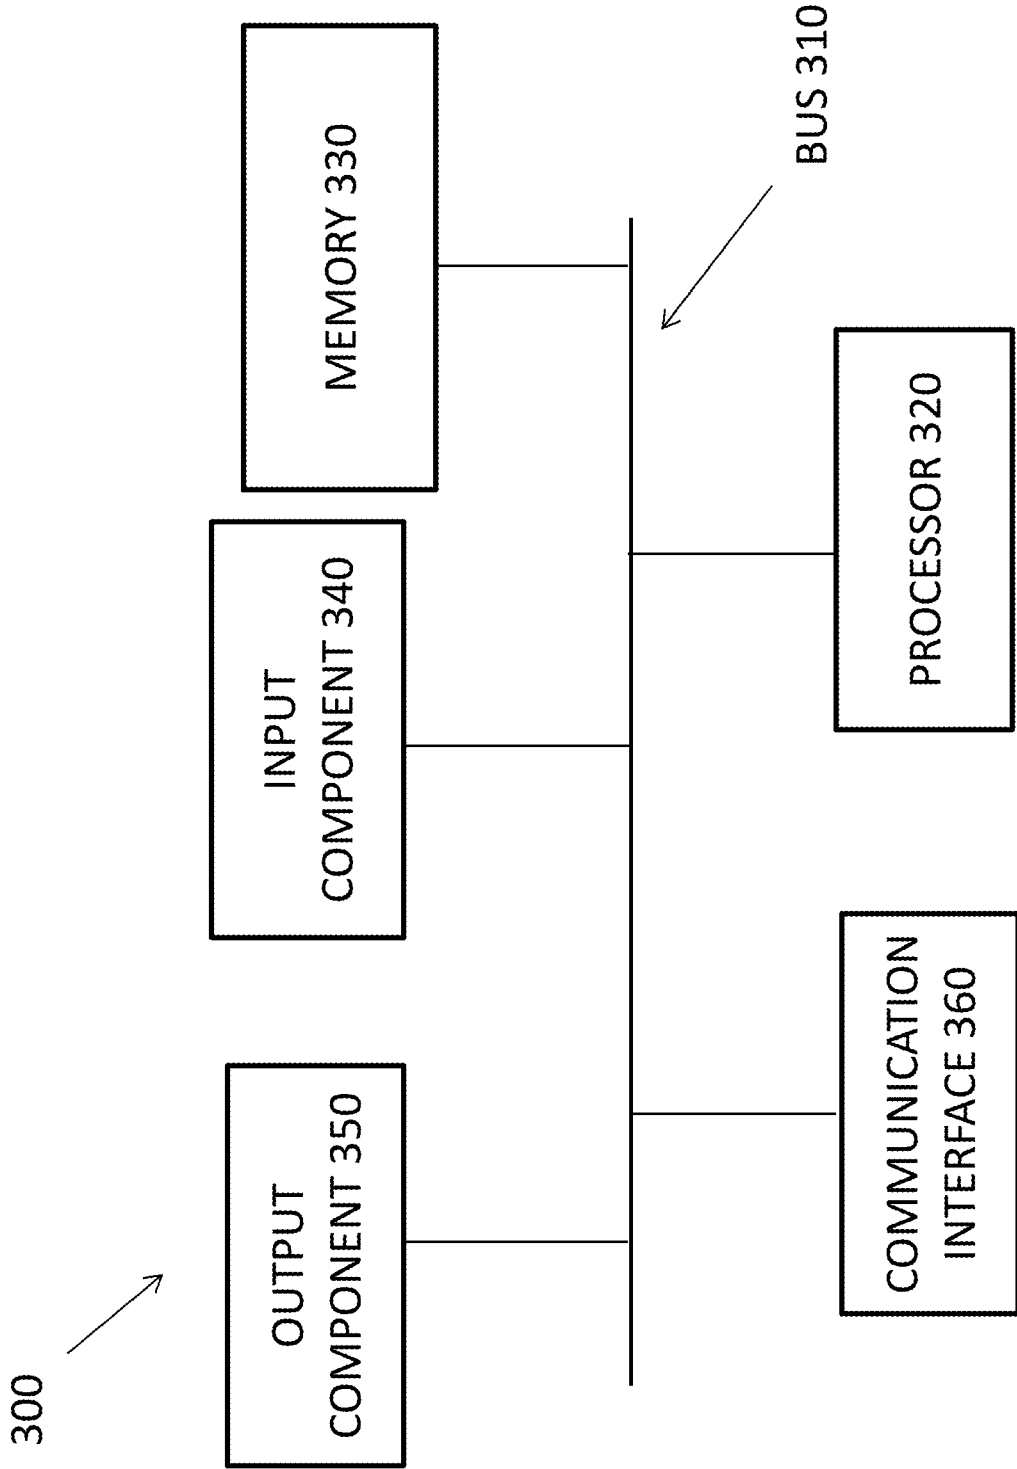 300
OUTPUT
COMPONENT 350
INPUT
COMPONENT 340
MEMORY 330
COMMUNICATION
INTERFACE 360
PROCESSOR 320
BUS 310